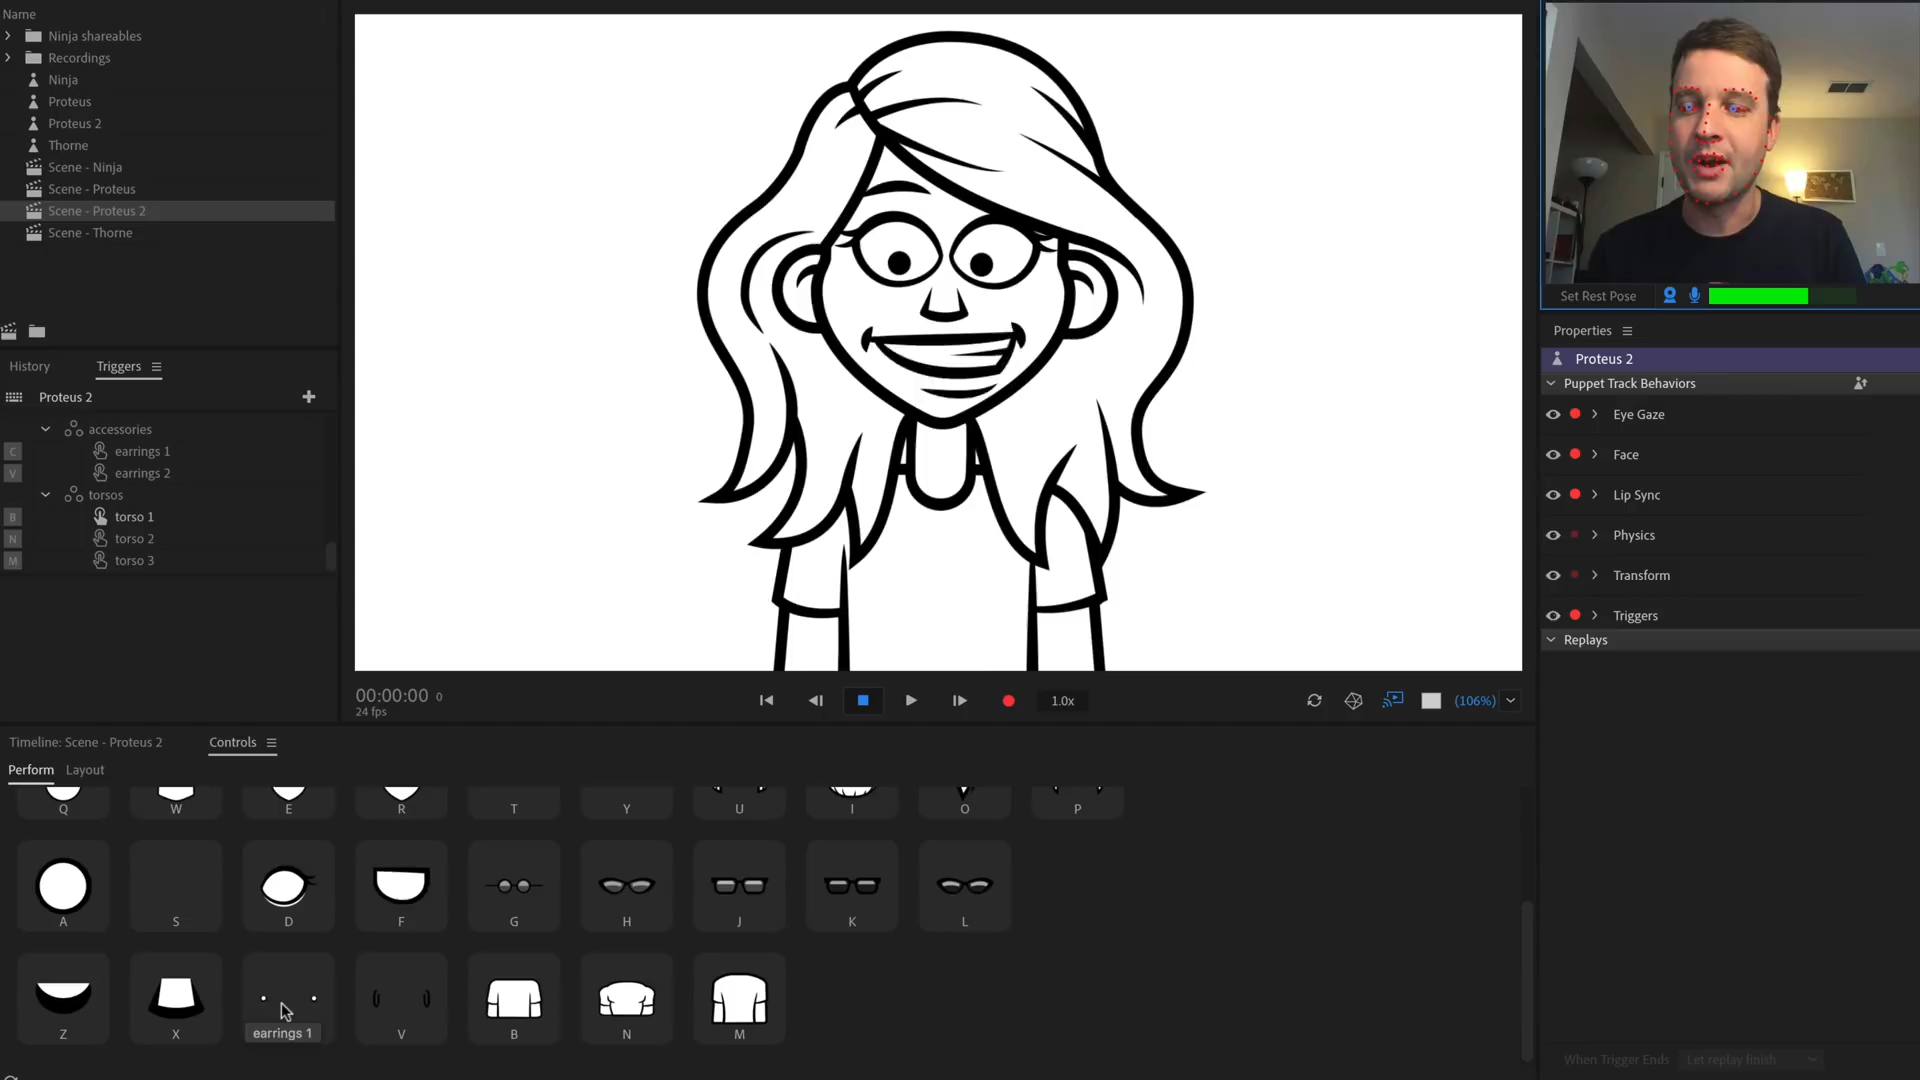 Name
Ninja shareables
Recordings
Ninja
Proteus
Proteus 2
Thorne
Scene - Ninja
Scene - Proteus
Scene - Proteus 2
Scene - Thorne
History
Triggers
Proteus 2
accessories
C earrings 1
V earrings 2
torsos
B torso 1
N torso 2
M torso 3
00:00:00 0
24 fps
1.0x
(106%)
Set Rest Pose
Properties
Proteus 2
Puppet Track Behaviors
Eye Gaze
Face
Lip Sync
Physics
Transform
Triggers
Replays
When Trigger Ends Let replay finish
Timeline: Scene - Proteus 2
Controls
Perform Layout
Q W E R T Y U I O P
A S D F G H J K L
Z X earrings 1 V B N M